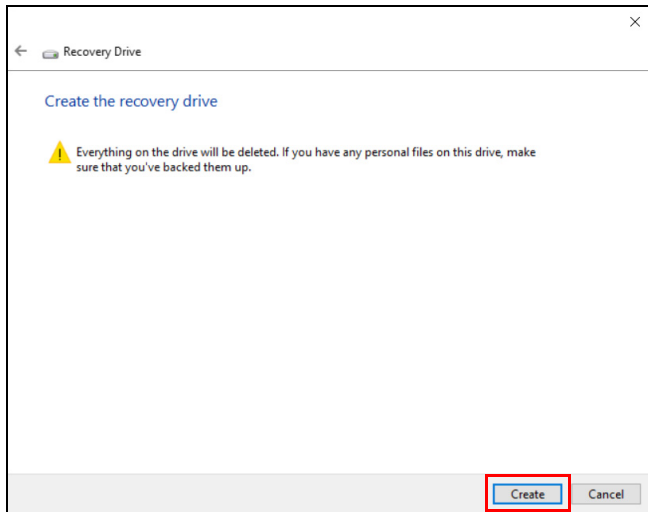 Recovery Drive
Create the recovery drive
Everything on the drive will be deleted. If you have any personal files on this drive, make
sure that you've backed them up.
Create Cancel